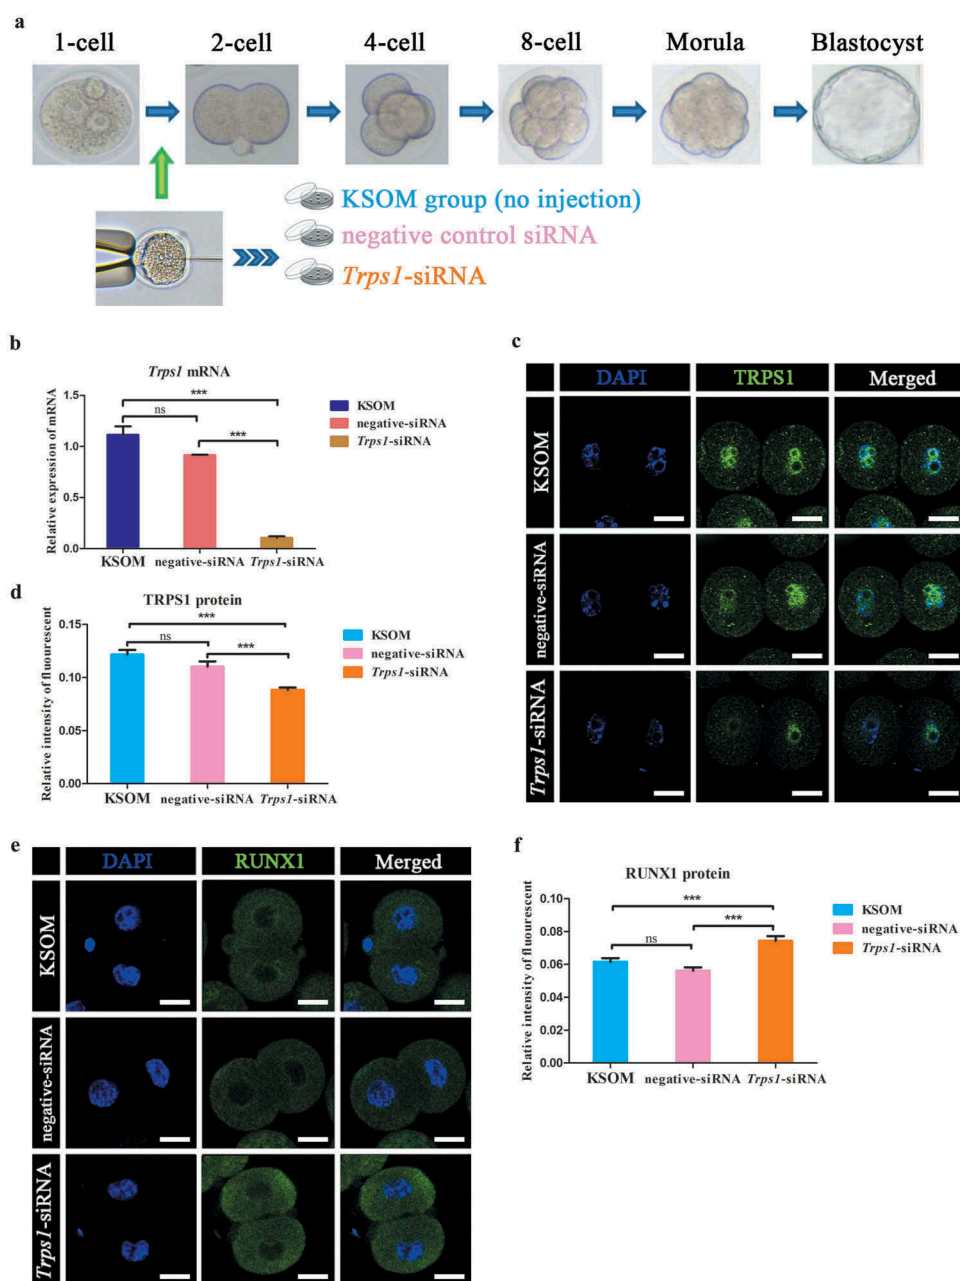 a
1-cell 2-cell 4-cell 8-cell Morula Blastocyst
KSOM group (no injection)
negative control siRNA
Trps1-siRNA
b
Trps1 mRNA
Relative expression of mRNA
1.5
1.0
0.5
0.0
***
ns
***
KSOM
negative-siRNA
Trps1-siRNA
KSOM negative-siRNA Trps1-siRNA
c
DAPI TRPS1 Merged
KSOM
negative-siRNA
Trps1-siRNA
d
TRPS1 protein
Relative intensity of fluorescent
0.15
0.10
0.05
0.00
***
ns
***
KSOM
negative-siRNA
Trps1-siRNA
KSOM negative-siRNA Trps1-siRNA
e
DAPI RUNX1 Merged
KSOM
negative-siRNA
Trps1-siRNA
f
RUNX1 protein
Relative intensity of fluorescent
0.10
0.08
0.06
0.04
0.02
0.00
***
ns
***
KSOM
negative-siRNA
Trps1-siRNA
KSOM negative-siRNA Trps1-siRNA